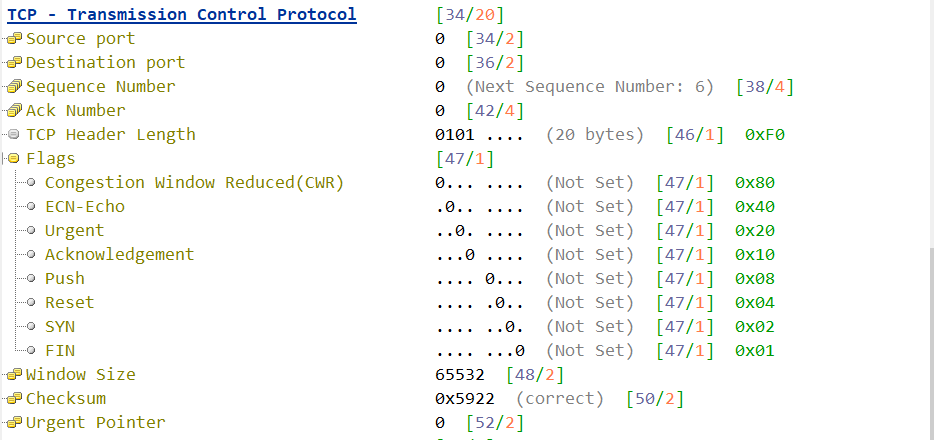 TCP - Transmission Control Protocol [34/20]
Source port 0 [34/2]
Destination port 0 [36/2]
Sequence Number 0 (Next Sequence Number: 6) [38/4]
Ack Number 0 [42/4]
TCP Header Length 0101 .... (20 bytes) [46/1] 0xF0
Flags [47/1]
Congestion Window Reduced(CWR) 0... .... (Not Set) [47/1] 0x80
ECN-Echo .0.. .... (Not Set) [47/1] 0x40
Urgent ..0. .... (Not Set) [47/1] 0x20
Acknowledgement ...0 .... (Not Set) [47/1] 0x10
Push .... 0... (Not Set) [47/1] 0x08
Reset .... .0.. (Not Set) [47/1] 0x04
SYN .... ..0. (Not Set) [47/1] 0x02
FIN .... ...0 (Not Set) [47/1] 0x01
Window Size 65532 [48/2]
Checksum 0x5922 (correct) [50/2]
Urgent Pointer 0 [52/2]